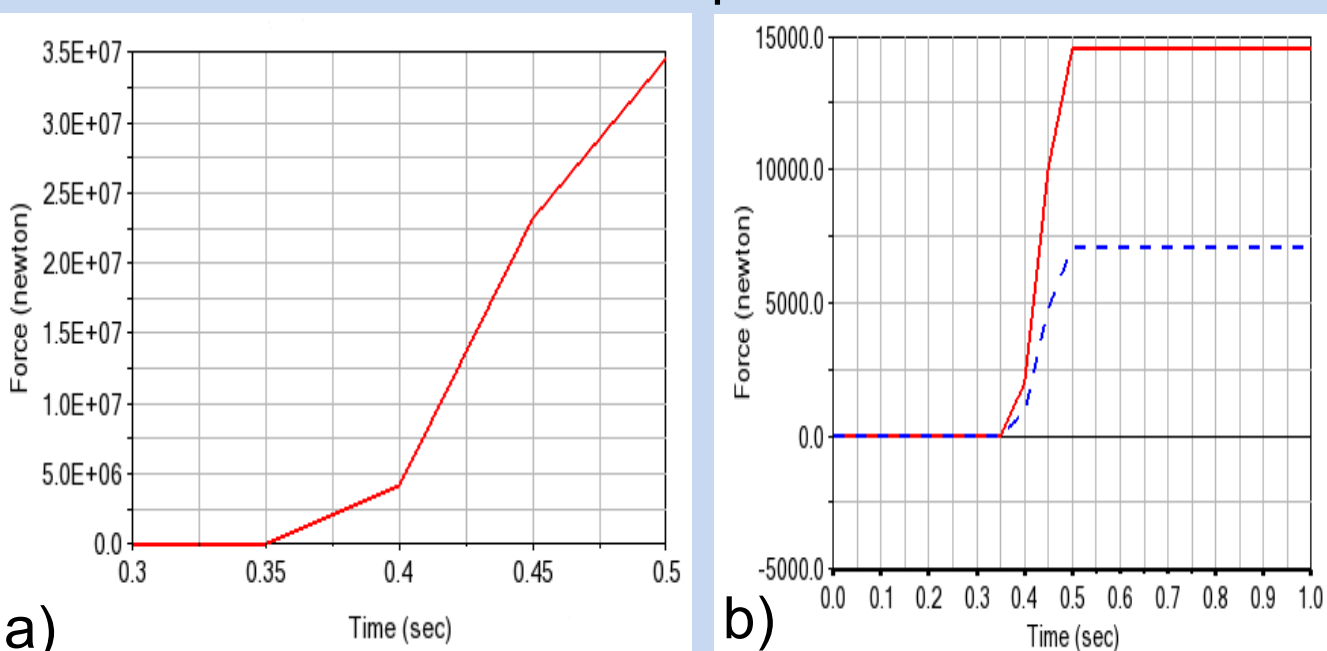 3.5E+07
3.0E+07
2.5E+07
2.0E+07
1.5E+07
1.0E+07
5.0E+06
0.0
Force (newton)
0.3 0.35 0.4 0.45 0.5
Time (sec)
a)
15000.0
10000.0
5000.0
0.0
-5000.0
Force (newton)
0.0 0.1 0.2 0.3 0.4 0.5 0.6 0.7 0.8 0.9 1.0
Time (sec)
b)